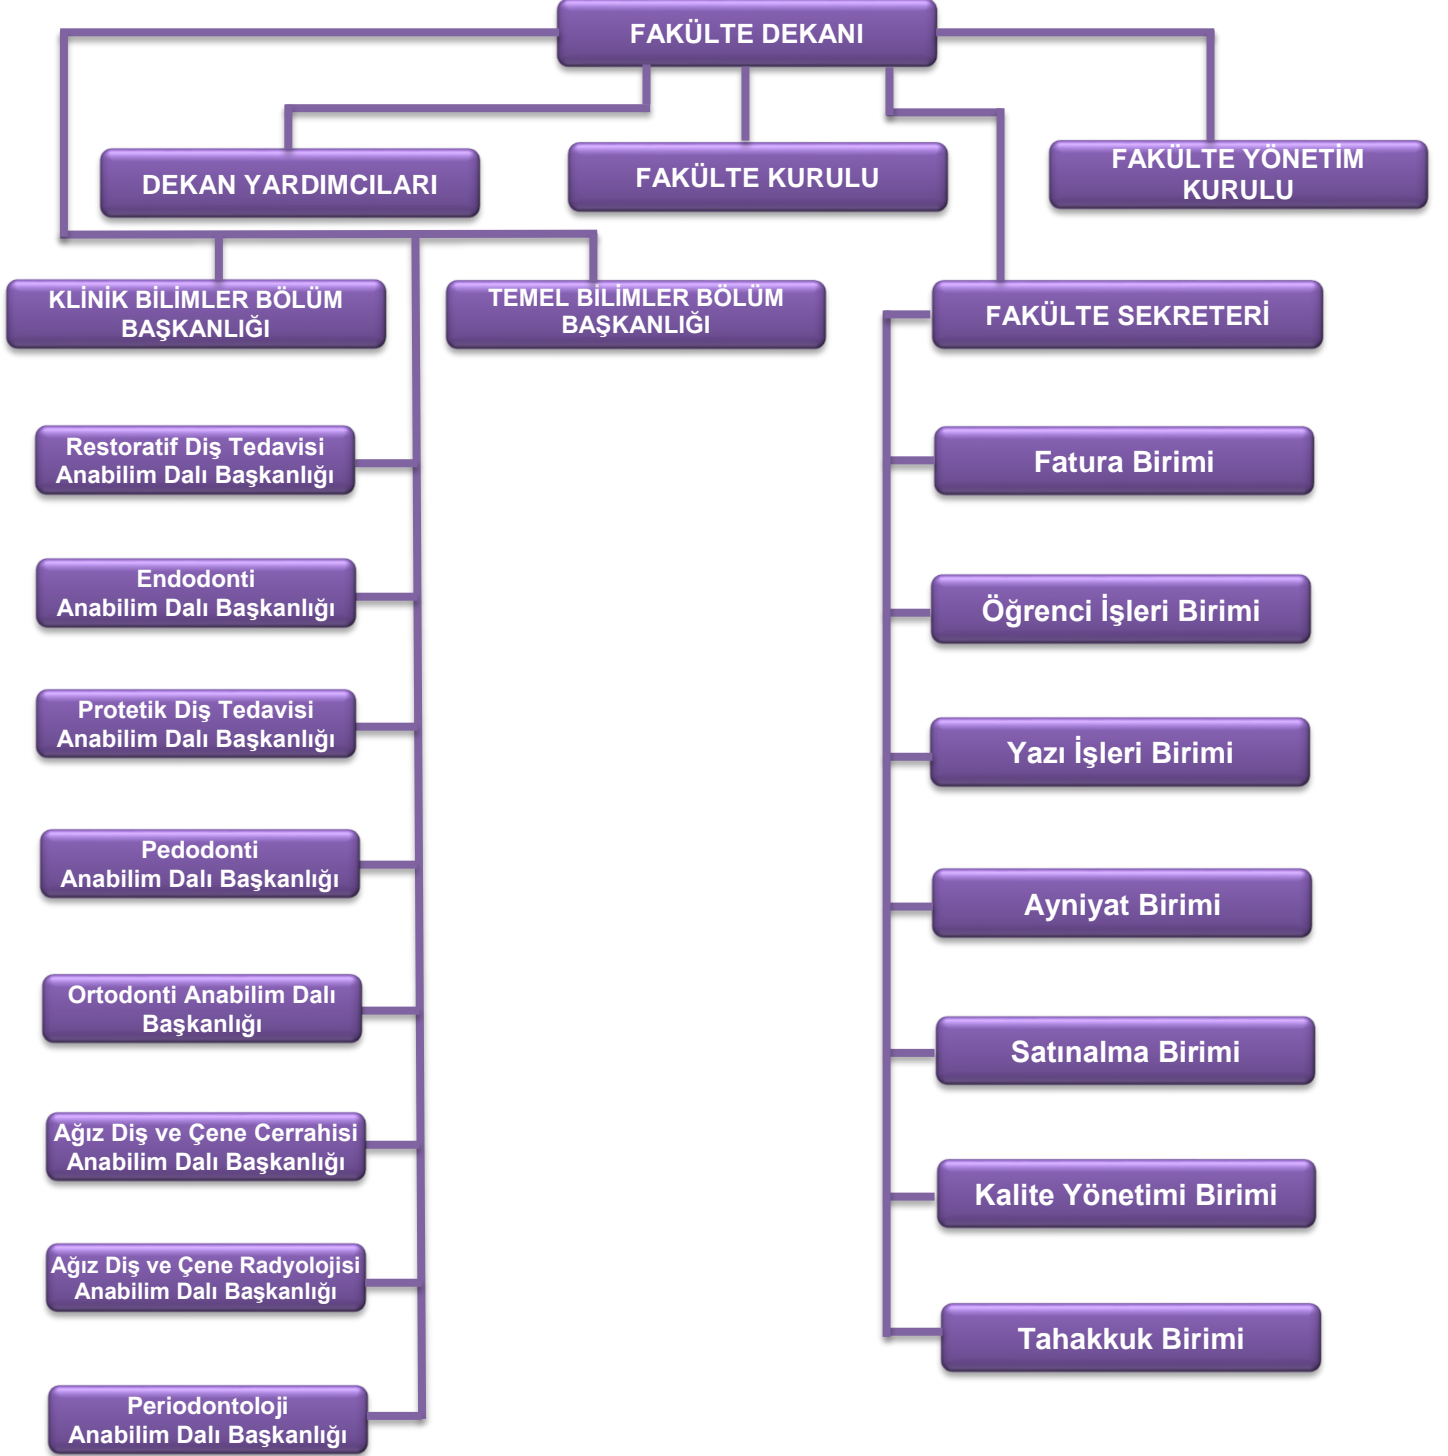 FAKÜLTE DEKANI
DEKAN YARDIMCILARI
FAKÜLTE KURULU
FAKÜLTE YÖNETİM
KURULU
KLİNİK BİLİMLER BÖLÜM
BAŞKANLIĞI
TEMEL BİLİMLER BÖLÜM
BAŞKANLIĞI
FAKÜLTE SEKRETERİ
Restoratif Diş Tedavisi
Anabilim Dalı Başkanlığı
Endodonti
Anabilim Dalı Başkanlığı
Protetik Diş Tedavisi
Anabilim Dalı Başkanlığı
Pedodonti
Anabilim Dalı Başkanlığı
Ortodonti Anabilim Dalı
Başkanlığı
Ağız Diş ve Çene Cerrahisi
Anabilim Dalı Başkanlığı
Ağız Diş ve Çene Radyolojisi
Anabilim Dalı Başkanlığı
Periodontoloji
Anabilim Dalı Başkanlığı
Fatura Birimi
Öğrenci İşleri Birimi
Yazı İşleri Birimi
Ayniyat Birimi
Satınalma Birimi
Kalite Yönetimi Birimi
Tahakkuk Birimi